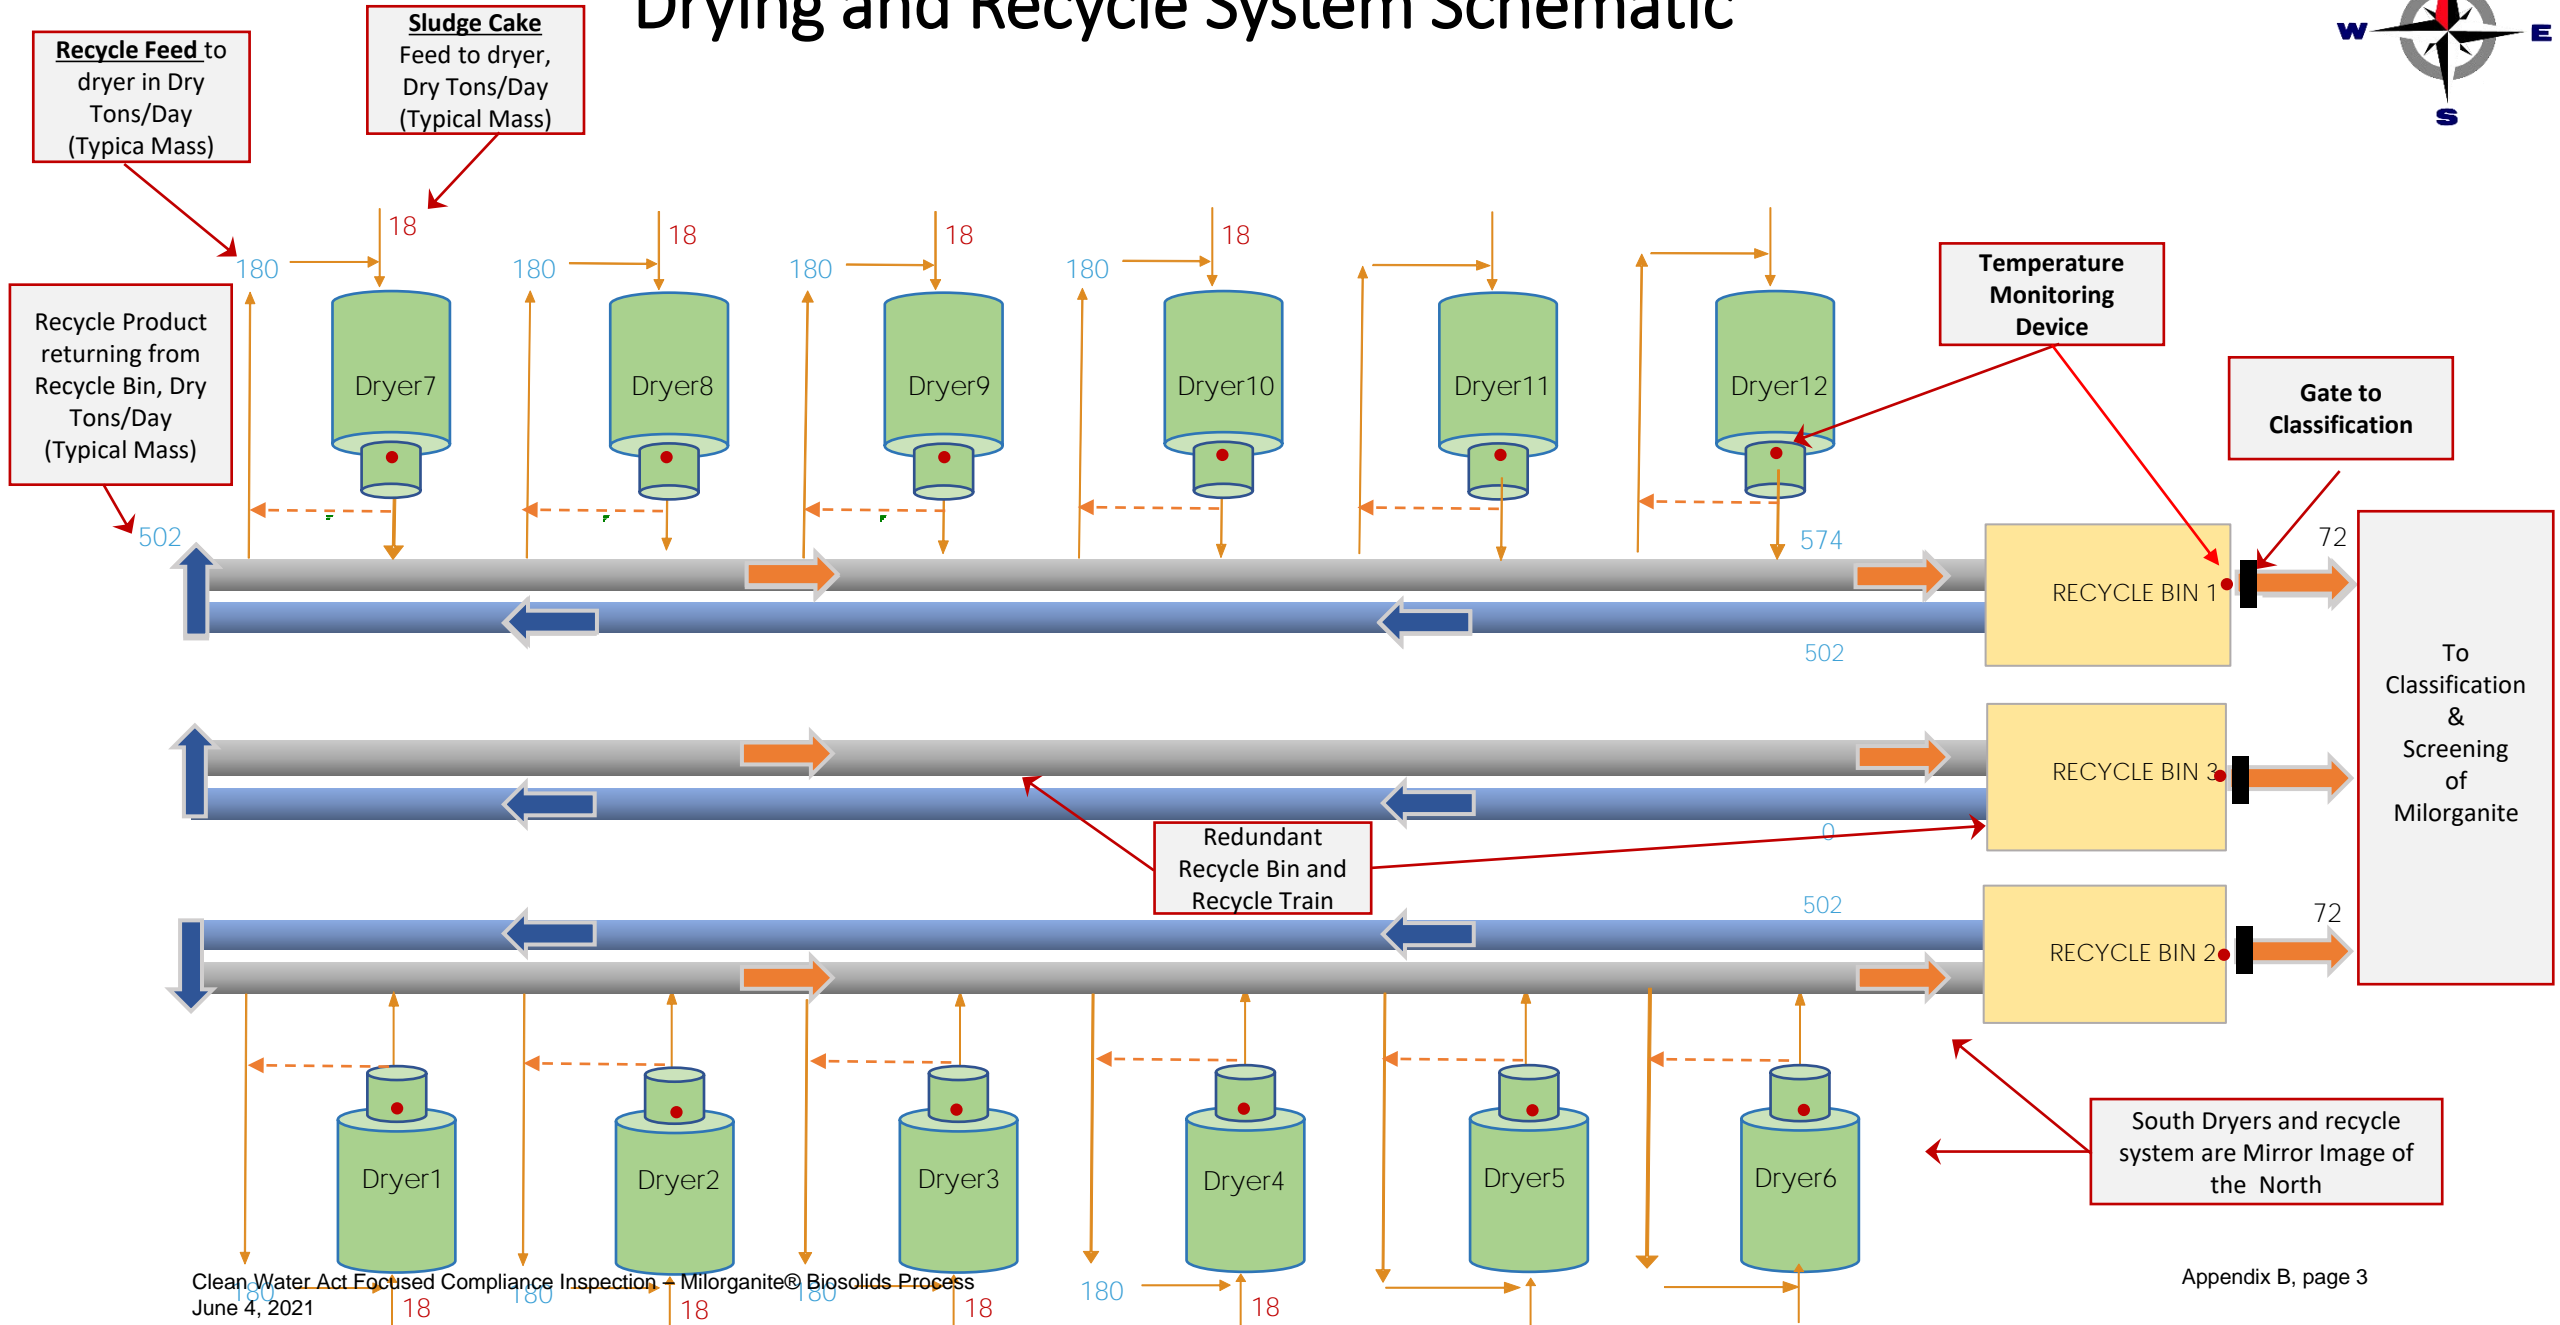 Drying and Recycle System Schematic
W
E
S
Recycle Feed to
dryer in Dry
Tons/Day
(Typica Mass)
Sludge Cake
Feed to dryer,
Dry Tons/Day
(Typical Mass)
18
18
18
18
180
180
180
180
Temperature
Monitoring
Device
Recycle Product
returning from
Recycle Bin, Dry
Tons/Day
(Typical Mass)
Gate to
Classification
Dryer7
Dryer8
Dryer9
Dryer10
Dryer11
Dryer12
502
574
72
RECYCLE BIN 1
502
To
Classification
&
Screening
of
Milorganite
RECYCLE BIN 3
0
Redundant
Recycle Bin and
Recycle Train
502
72
RECYCLE BIN 2
South Dryers and recycle
system are Mirror Image of
the North
Dryer1
Dryer2
Dryer3
Dryer4
Dryer5
Dryer6
180
180
180
180
18
18
18
18
Clean Water Act Focused Compliance Inspection – Milorganite® Biosolids Process
June 4, 2021
Appendix B, page 3